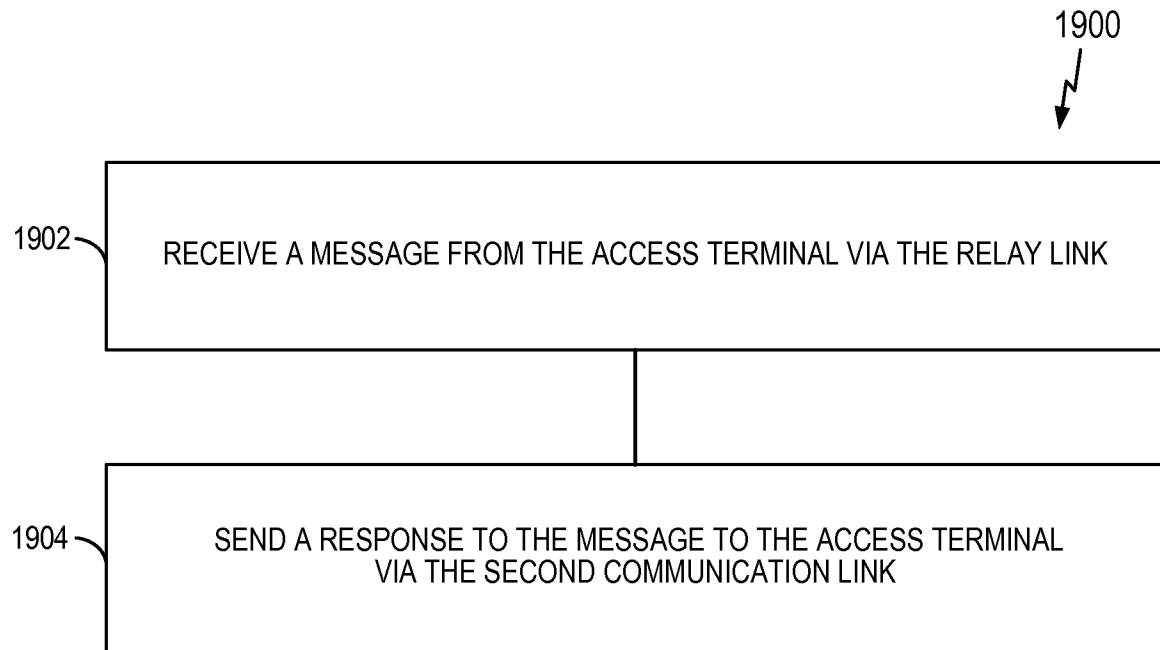 1900
1902
RECEIVE A MESSAGE FROM THE ACCESS TERMINAL VIA THE RELAY LINK
1904
SEND A RESPONSE TO THE MESSAGE TO THE ACCESS TERMINAL
VIA THE SECOND COMMUNICATION LINK